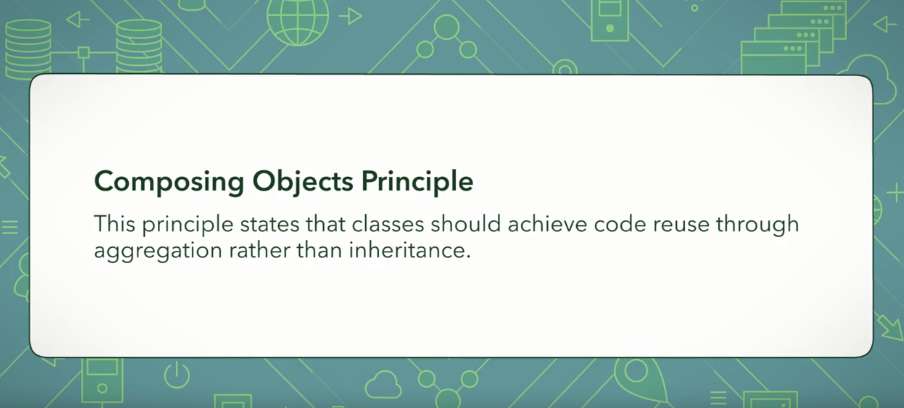 Composing Objects Principle
This principle states that classes should achieve code reuse through
aggregation rather than inheritance.